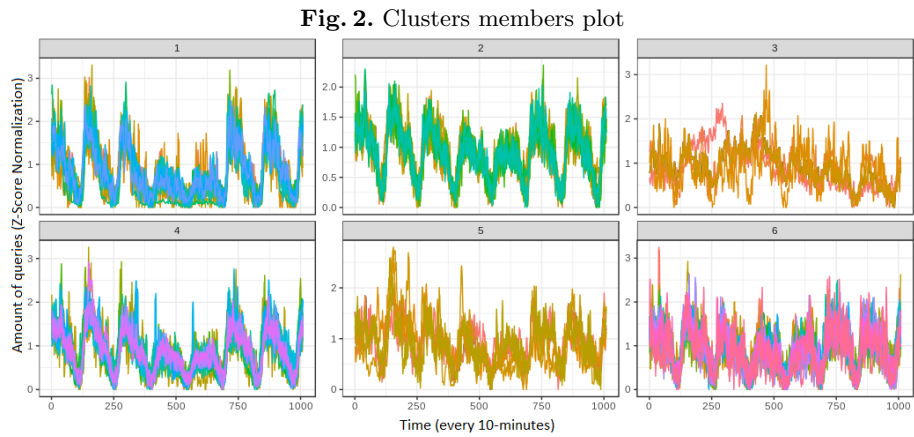 Fig. 2. Clusters members plot
1 2 3
3 2 1 0
2.0 1.5 1.0 0.5 0.0
3 2 1 0
4 5 6
3 2 1 0
2 1 0
3 2 1 0
0 250 500 750 1000
0 250 500 750 1000
0 250 500 750 1000
Amount of queries (Z-Score Normalization)
Time (every 10-minutes)